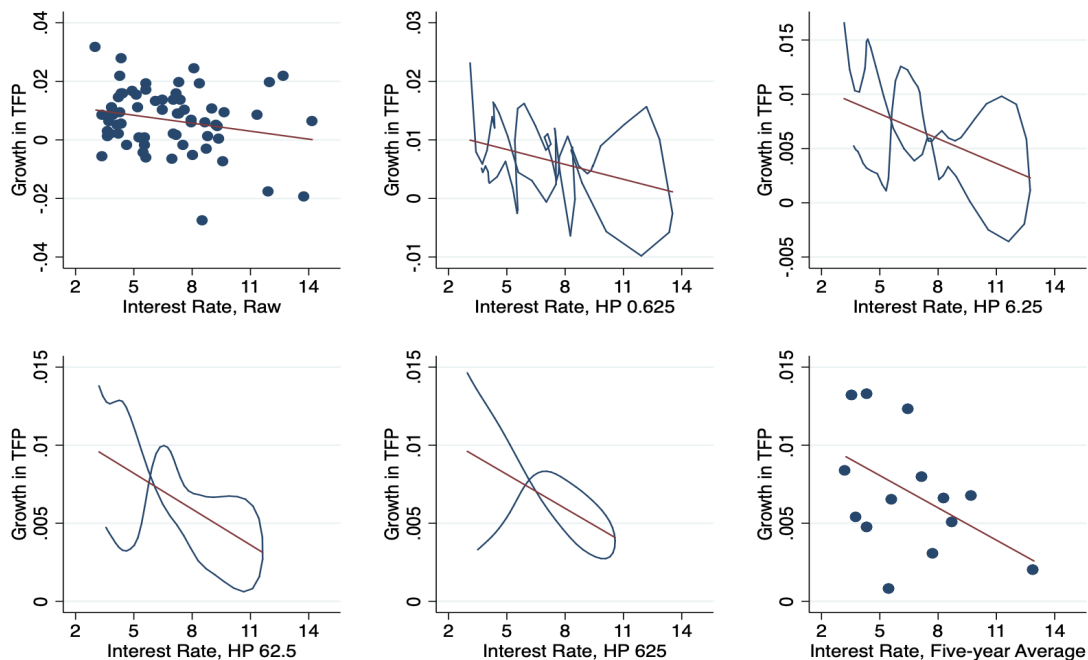 .04
.02
0
-.02
-.04
Growth in TFP
2 5 8 11 14
Interest Rate, Raw
.03
.02
.01
0
-.01
Growth in TFP
2 5 8 11 14
Interest Rate, HP 0.625
.015
.01
.005
0
-.005
Growth in TFP
2 5 8 11 14
Interest Rate, HP 6.25
.015
.01
.005
0
Growth in TFP
2 5 8 11 14
Interest Rate, HP 62.5
.015
.01
.005
0
Growth in TFP
2 5 8 11 14
Interest Rate, HP 625
.015
.01
.005
0
Growth in TFP
2 5 8 11 14
Interest Rate, Five-year Average